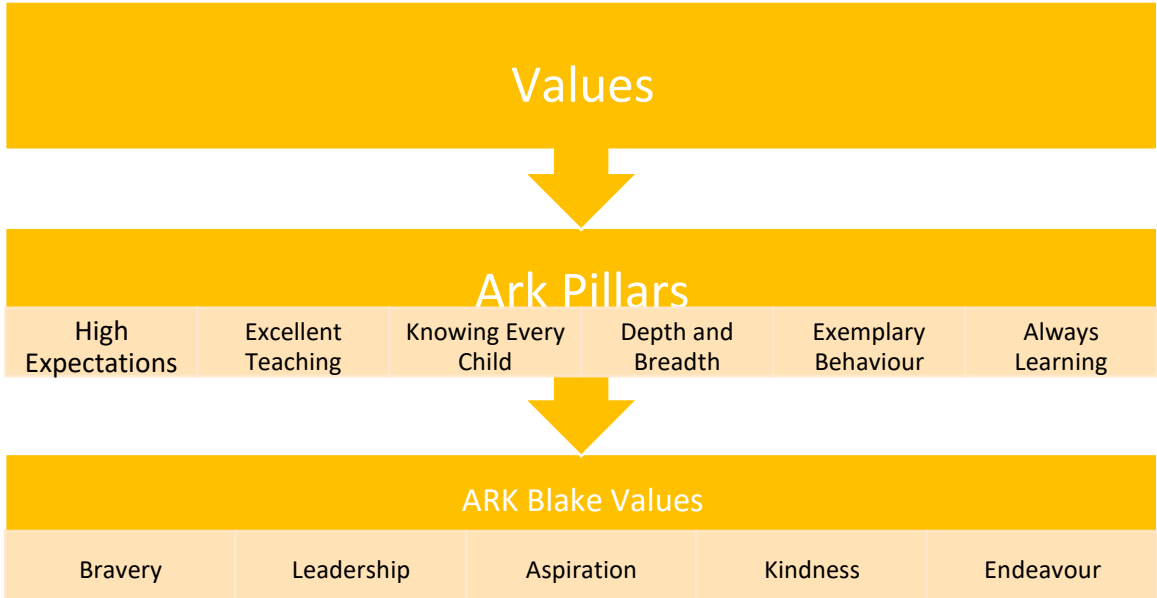 Values
Ark Pillars
High
Expectations
Excellent
Teaching
Knowing Every
Child
Depth and
Breadth
Exemplary
Behaviour
Always
Learning
ARK Blake Values
Bravery
Leadership
Aspiration
Kindness
Endeavour